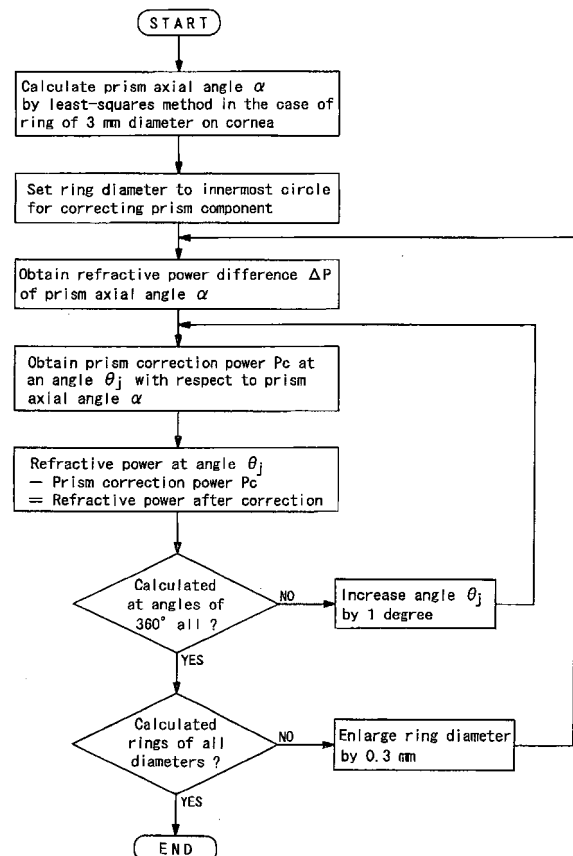 START
Calculate prism axial angle α
by least-squares method in the case of
ring of 3 mm diameter on cornea
Set ring diameter to innermost circle
for correcting prism component
Obtain refractive power difference ΔP
of prism axial angle α
Obtain prism correction power Pc at
an angle θj with respect to prism
axial angle α
Refractive power at angle θj
− Prism correction power Pc
= Refractive power after correction
Calculated
at angles of
360° all ?
NO
Increase angle θj
by 1 degree
YES
Calculated
rings of all
diameters ?
NO
Enlarge ring diameter
by 0.3 mm
YES
END